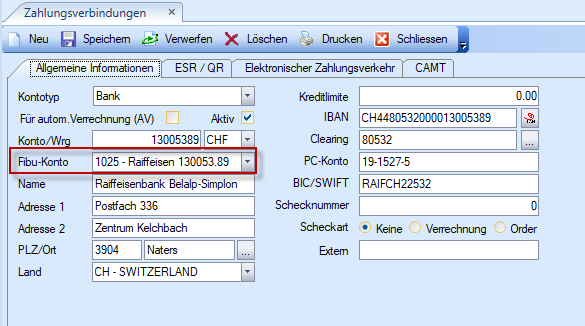 Zahlungsverbindungen ×
Neu Speichern Verwerfen Löschen Drucken Schliessen
Allgemeine Informationen ESR / QR Elektronischer Zahlungsverkehr CAMT
Kontotyp Bank
Für autom.Verrechnung (AV) Aktiv
Konto/Wrg 13005389 CHF
Fibu-Konto 1025 - Raiffeisen 130053.89
Name Raiffeisenbank Belalp-Simplon
Adresse 1 Postfach 336
Adresse 2 Zentrum Kelchbach
PLZ/Ort 3904 Naters ...
Land CH - SWITZERLAND
Kreditlimite 0.00
IBAN CH4480532000013005389
Clearing 80532 ...
PC-Konto 19-1527-5
BIC/SWIFT RAIFCH22532
Schecknummer 0
Scheckart Keine Verrechnung Order
Extern